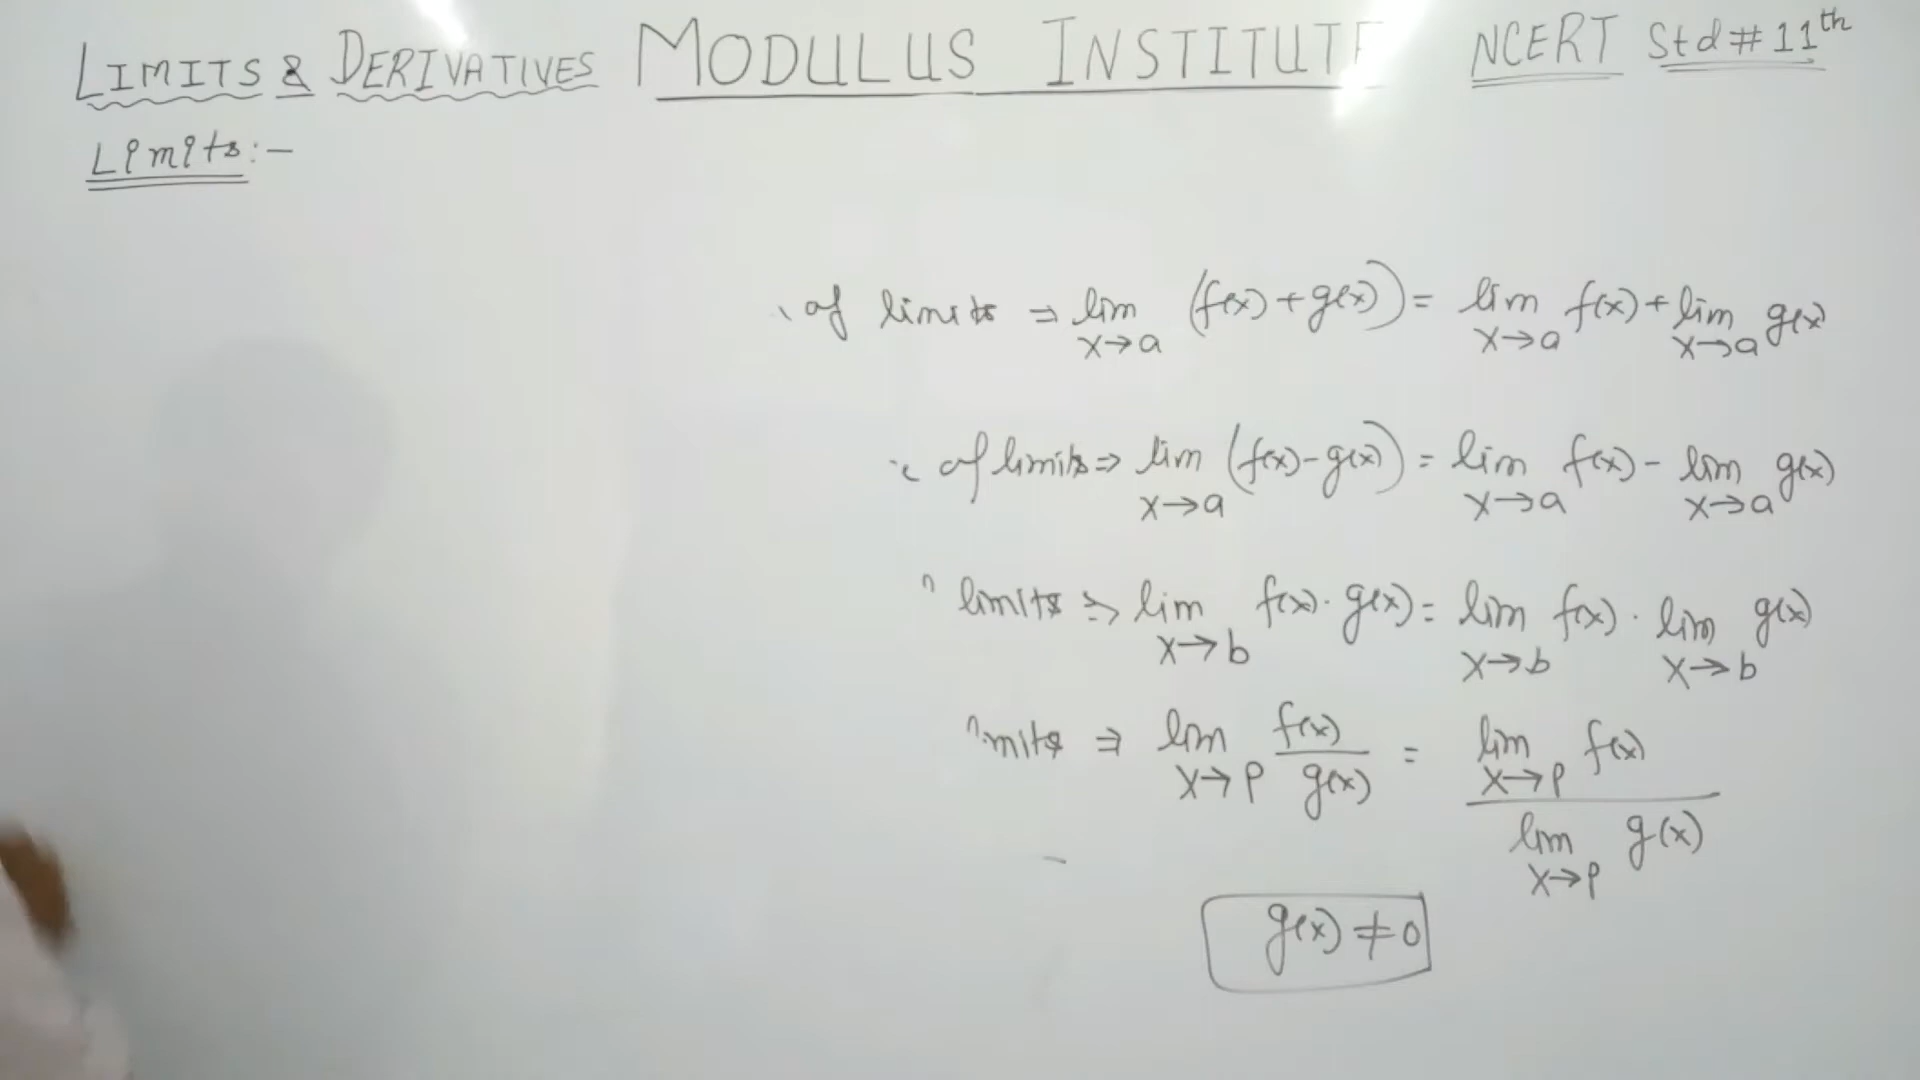 LIMITS & DERIVATIVES MODULUS INSTITUTE NCERT Std # 11th
Limits:-
of limits ⇒ lim x→a (f(x)+g(x)) = lim x→a f(x) + lim x→a g(x)
of limits ⇒ lim x→a (f(x)-g(x)) = lim x→a f(x) - lim x→a g(x)
limits ⇒ lim x→b f(x)·g(x) = lim x→b f(x) · lim x→b g(x)
mits ⇒ lim x→p f(x)/g(x) = lim x→p f(x) / lim x→p g(x)
g(x) ≠ 0